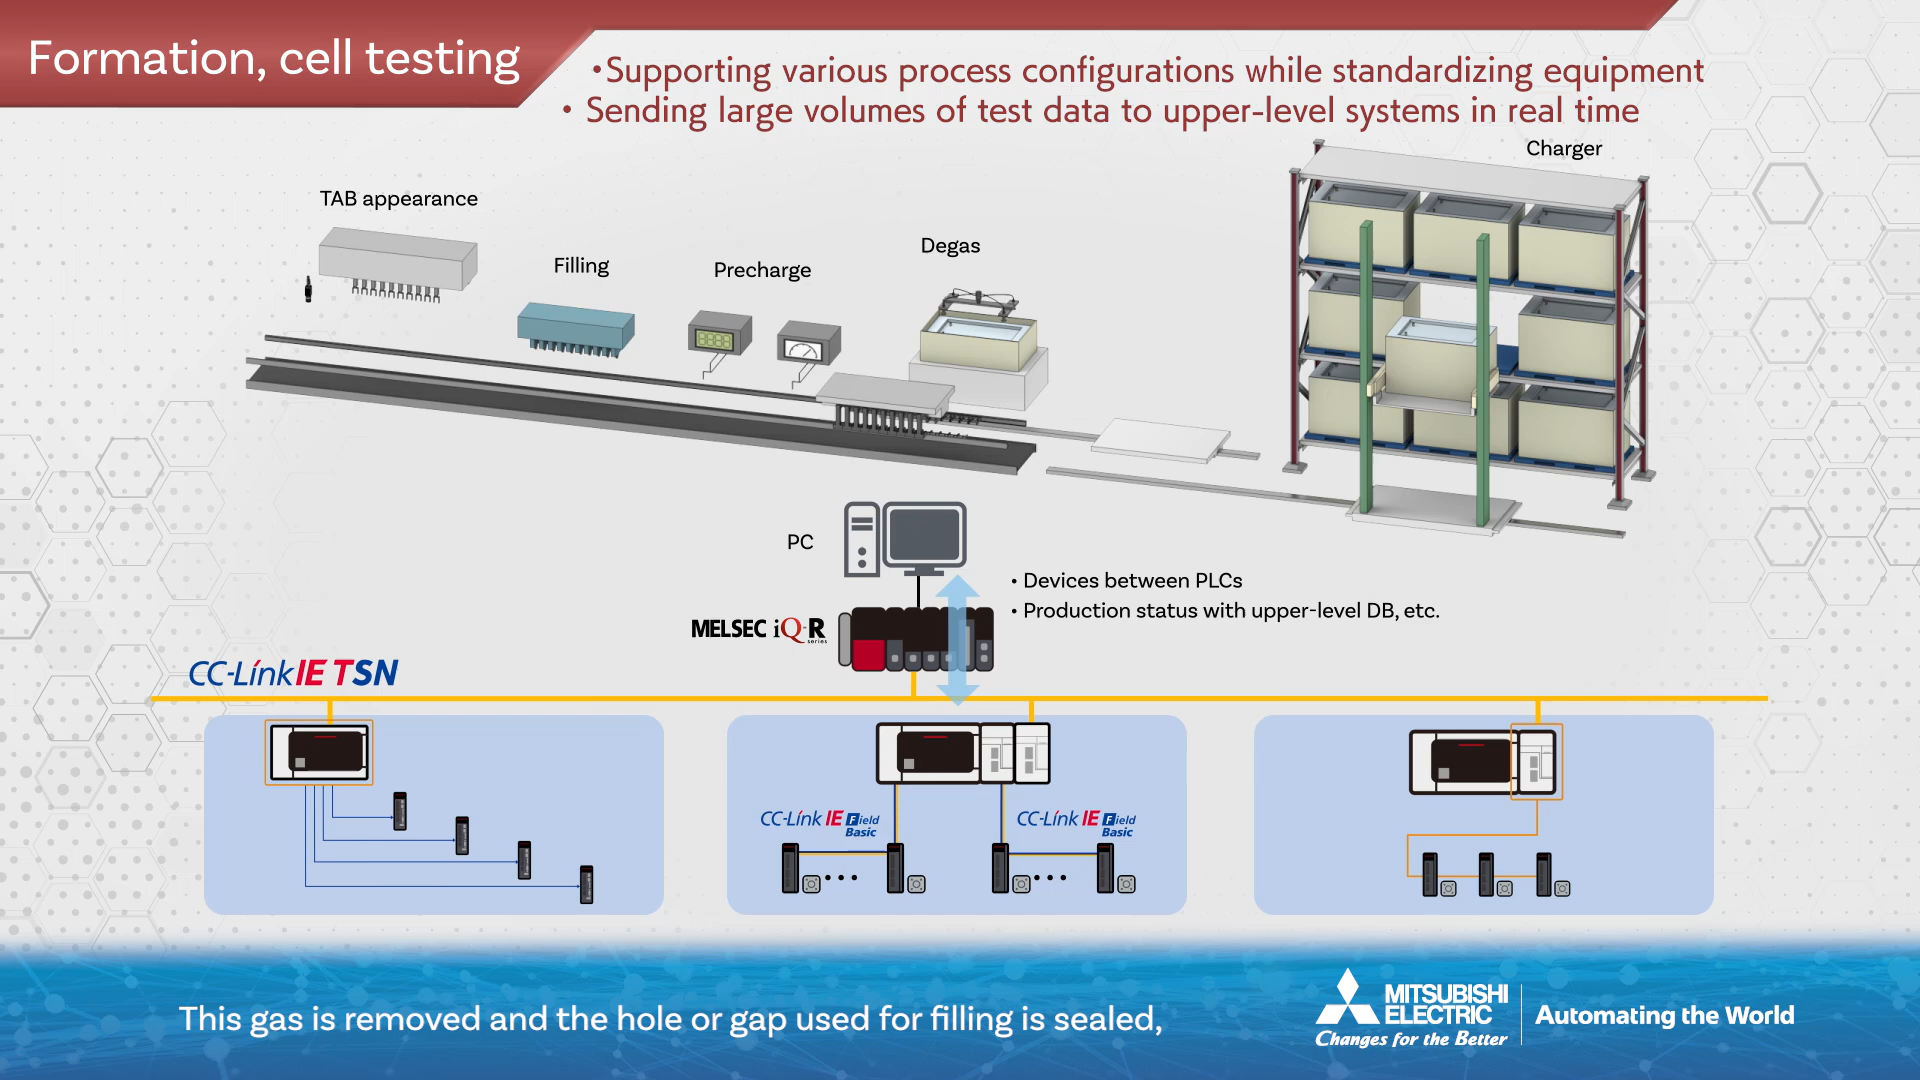 Formation, cell testing
•Supporting various process configurations while standardizing equipment
• Sending large volumes of test data to upper-level systems in real time
Charger
TAB appearance
Degas
Filling
Precharge
PC
• Devices between PLCs
• Production status with upper-level DB, etc.
MELSEC iQ-R
series
CC-Link IE TSN
CC-Link IE Field
Basic
CC-Link IE Field
Basic
This gas is removed and the hole or gap used for filling is sealed,
MITSUBISHI
ELECTRIC
Changes for the Better
Automating the World